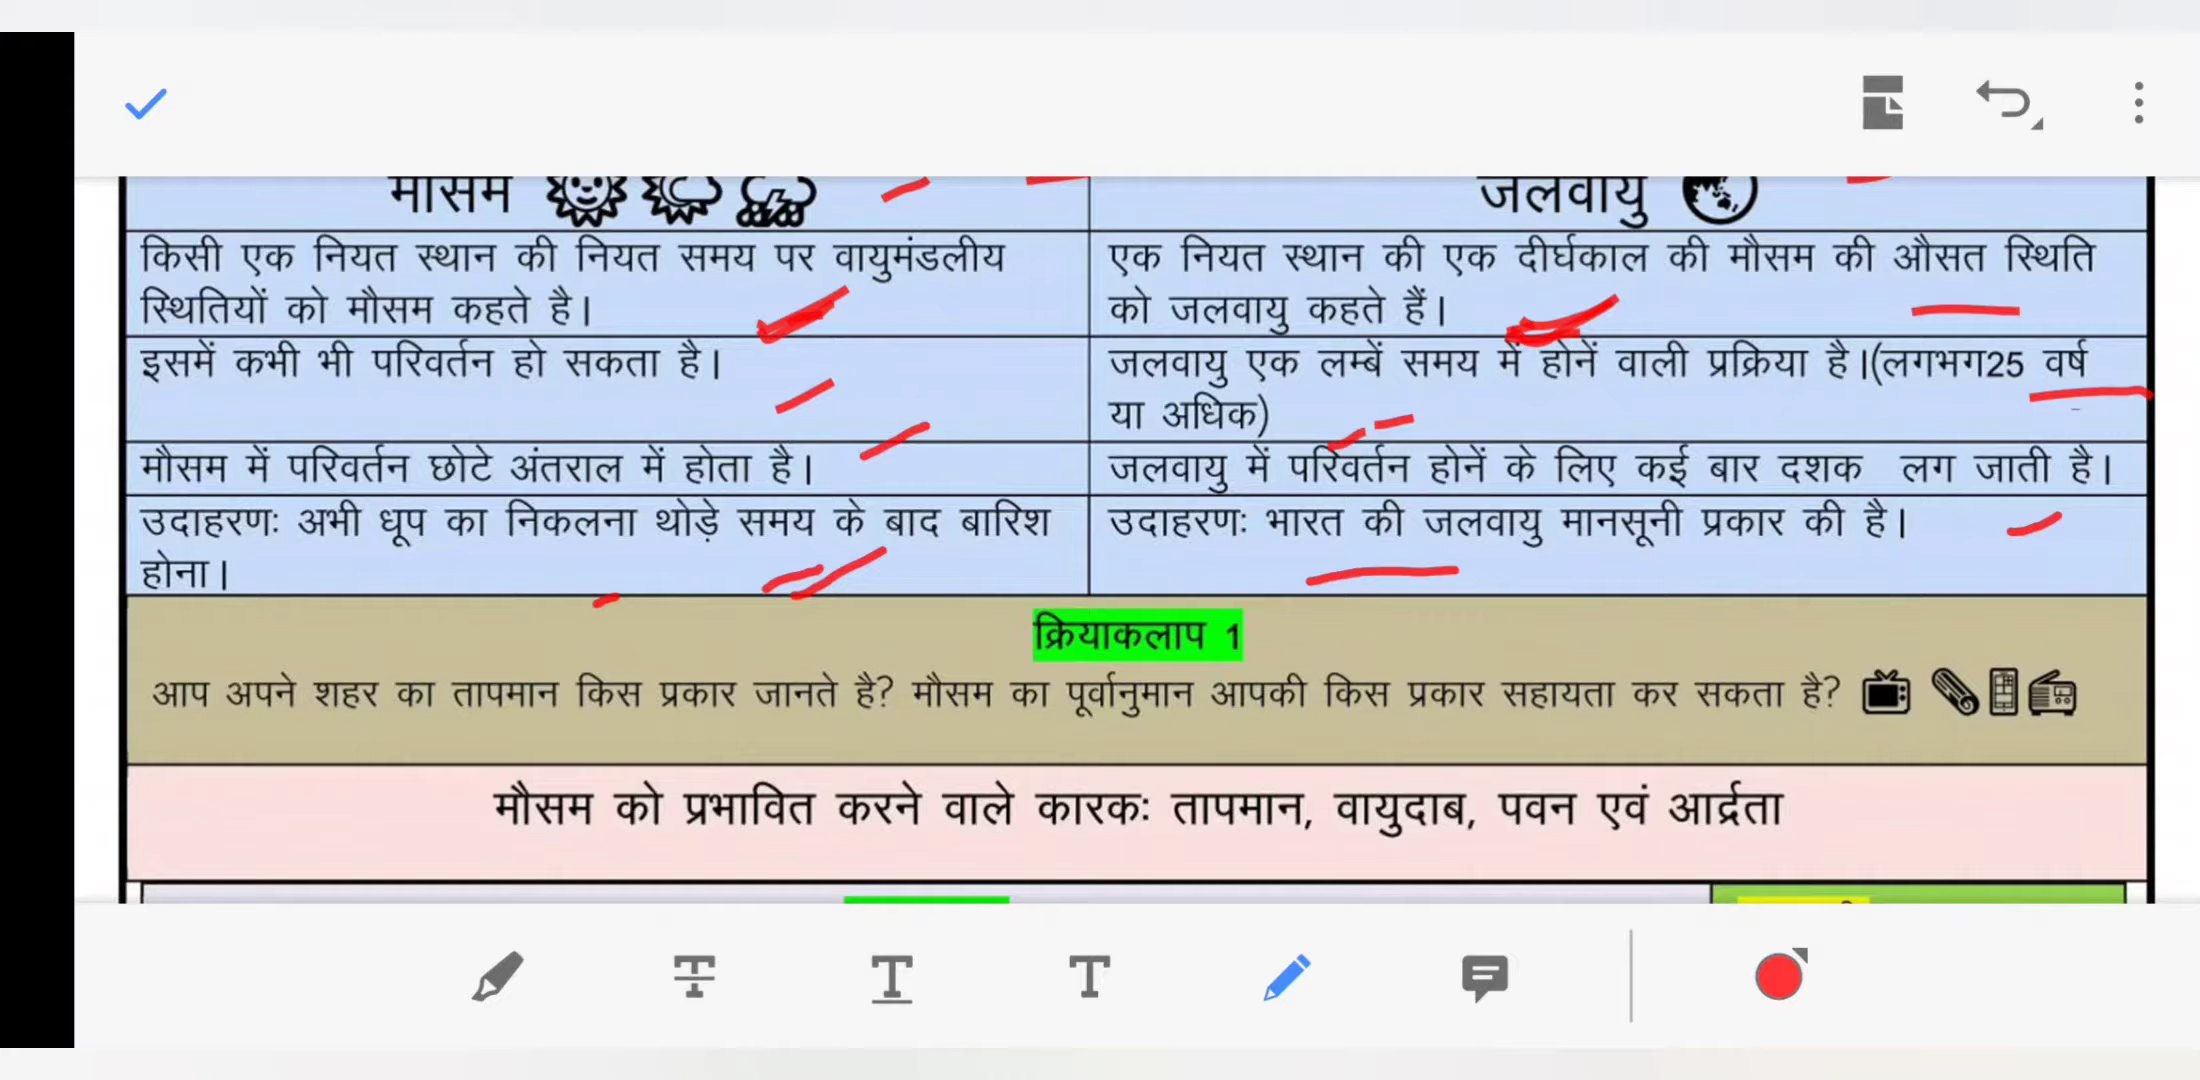 मौसम
जलवायु
किसी एक नियत स्थान की नियत समय पर वायुमंडलीय
स्थितियों को मौसम कहते है।
एक नियत स्थान की एक दीर्घकाल की मौसम की औसत स्थिति
को जलवायु कहते हैं।
इसमें कभी भी परिवर्तन हो सकता है।
जलवायु एक लम्बें समय में होनें वाली प्रक्रिया है।(लगभग25 वर्ष
या अधिक)
मौसम में परिवर्तन छोटे अंतराल में होता है।
जलवायु में परिवर्तन होनें के लिए कई बार दशक लग जाती है।
उदाहरणः अभी धूप का निकलना थोड़े समय के बाद बारिश
होना।
उदाहरणः भारत की जलवायु मानसूनी प्रकार की है।
क्रियाकलाप 1
आप अपने शहर का तापमान किस प्रकार जानते है? मौसम का पूर्वानुमान आपकी किस प्रकार सहायता कर सकता है?
मौसम को प्रभावित करने वाले कारकः तापमान, वायुदाब, पवन एवं आर्द्रता